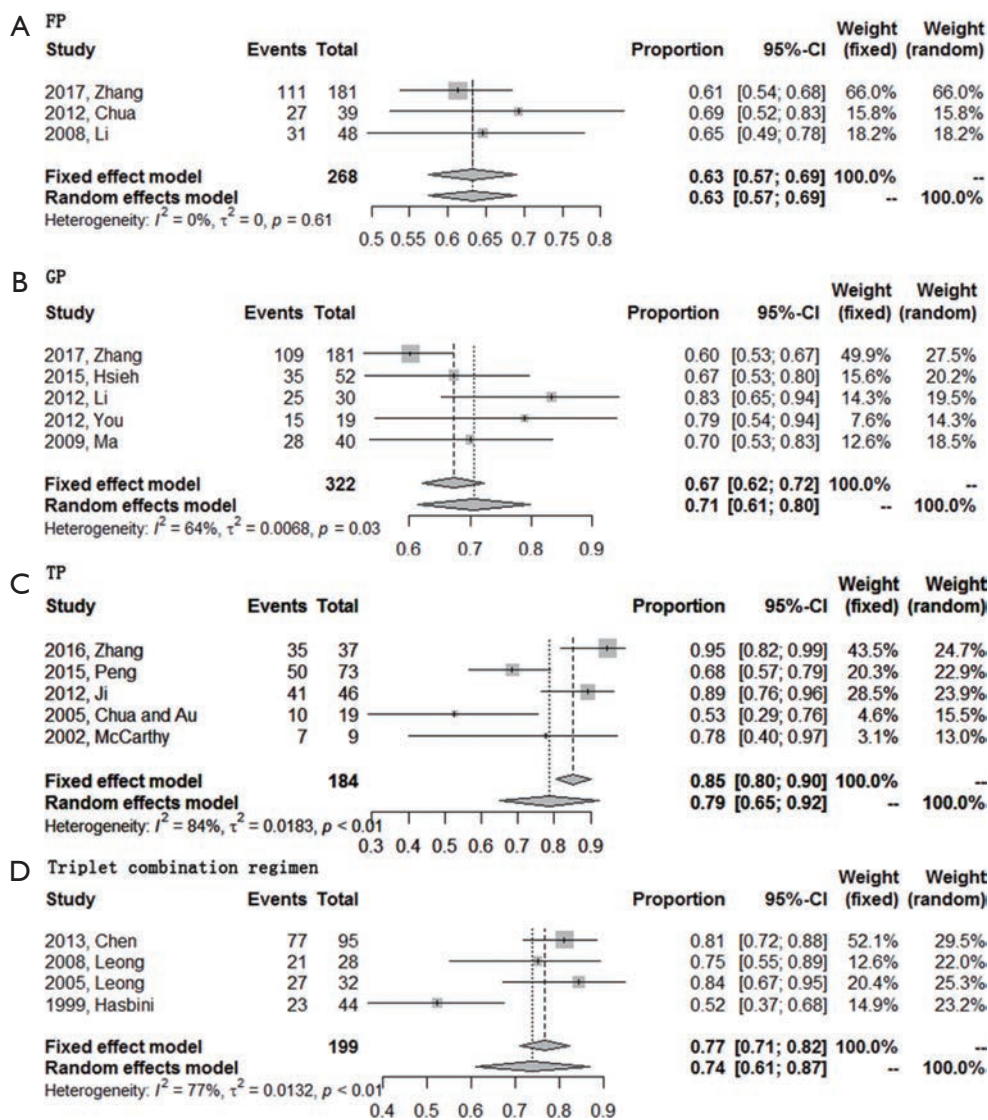 A FP
Weight Weight
Study Events Total Proportion 95%-CI (fixed) (random)
2017, Zhang 111 181 0.61 [0.54; 0.68] 66.0% 66.0%
2012, Chua 27 39 0.69 [0.52; 0.83] 15.8% 15.8%
2008, Li 31 48 0.65 [0.49; 0.78] 18.2% 18.2%
Fixed effect model 268 0.63 [0.57; 0.69] 100.0% --
Random effects model 0.63 [0.57; 0.69] -- 100.0%
Heterogeneity: I² = 0%, τ² = 0, p = 0.61
0.5 0.55 0.6 0.65 0.7 0.75 0.8
B GP
Weight Weight
Study Events Total Proportion 95%-CI (fixed) (random)
2017, Zhang 109 181 0.60 [0.53; 0.67] 49.9% 27.5%
2015, Hsieh 35 52 0.67 [0.53; 0.80] 15.6% 20.2%
2012, Li 25 30 0.83 [0.65; 0.94] 14.3% 19.5%
2012, You 15 19 0.79 [0.54; 0.94] 7.6% 14.3%
2009, Ma 28 40 0.70 [0.53; 0.83] 12.6% 18.5%
Fixed effect model 322 0.67 [0.62; 0.72] 100.0% --
Random effects model 0.71 [0.61; 0.80] -- 100.0%
Heterogeneity: I² = 64%, τ² = 0.0068, p = 0.03
0.6 0.7 0.8 0.9
C TP
Weight Weight
Study Events Total Proportion 95%-CI (fixed) (random)
2016, Zhang 35 37 0.95 [0.82; 0.99] 43.5% 24.7%
2015, Peng 50 73 0.68 [0.57; 0.79] 20.3% 22.9%
2012, Ji 41 46 0.89 [0.76; 0.96] 28.5% 23.9%
2005, Chua and Au 10 19 0.53 [0.29; 0.76] 4.6% 15.5%
2002, McCarthy 7 9 0.78 [0.40; 0.97] 3.1% 13.0%
Fixed effect model 184 0.85 [0.80; 0.90] 100.0% --
Random effects model 0.79 [0.65; 0.92] -- 100.0%
Heterogeneity: I² = 84%, τ² = 0.0183, p < 0.01
0.3 0.4 0.5 0.6 0.7 0.8 0.9
D Triplet combination regimen
Weight Weight
Study Events Total Proportion 95%-CI (fixed) (random)
2013, Chen 77 95 0.81 [0.72; 0.88] 52.1% 29.5%
2008, Leong 21 28 0.75 [0.55; 0.89] 12.6% 22.0%
2005, Leong 27 32 0.84 [0.67; 0.95] 20.4% 25.3%
1999, Hasbini 23 44 0.52 [0.37; 0.68] 14.9% 23.2%
Fixed effect model 199 0.77 [0.71; 0.82] 100.0% --
Random effects model 0.74 [0.61; 0.87] -- 100.0%
Heterogeneity: I² = 77%, τ² = 0.0132, p < 0.01
0.4 0.5 0.6 0.7 0.8 0.9